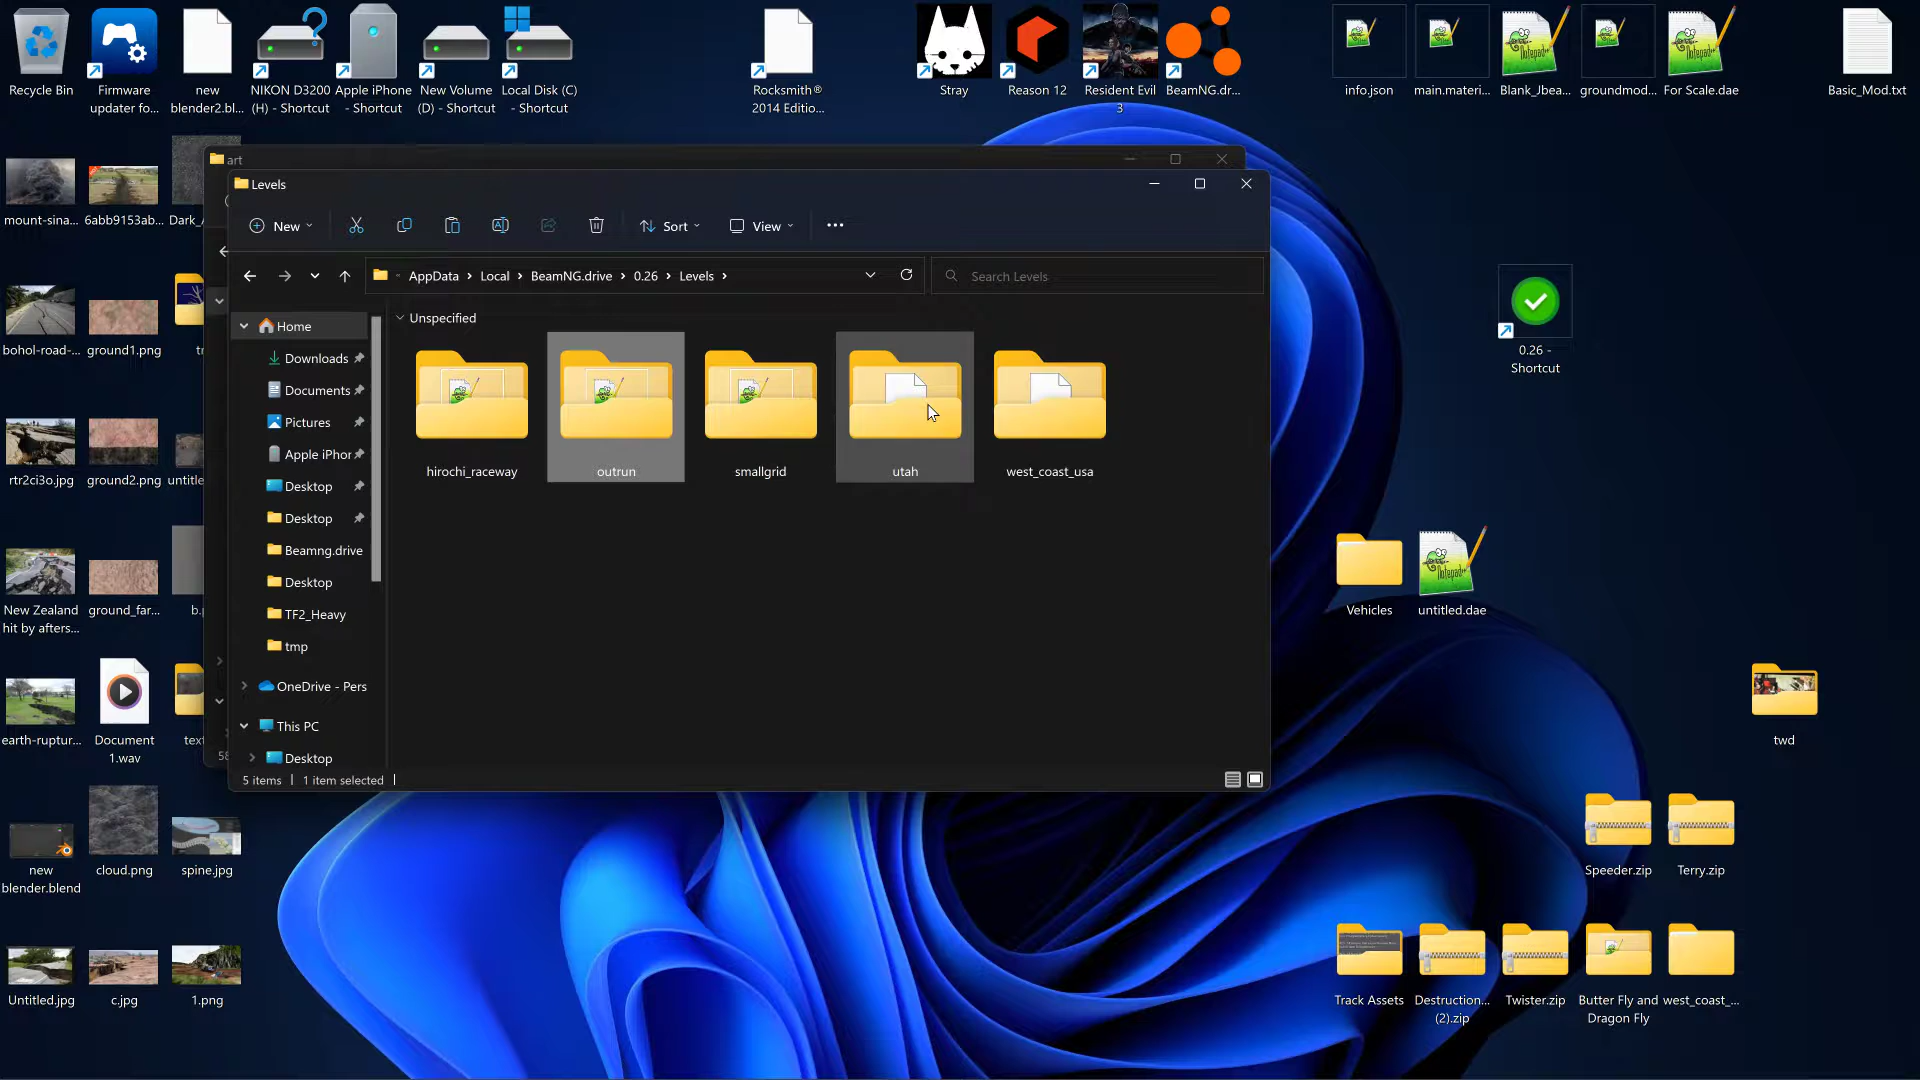 Recycle Bin
Firmware
updater fo...
new
blender2.bl...
NIKON D3200
(H) - Shortcut
Apple iPhone
- Shortcut
New Volume
(D) - Shortcut
Local Disk (C)
- Shortcut
Rocksmith®
2014 Editio...
Stray
Reason 12
Resident Evil
3
BeamNG.dr...
info.json
main.materi...
Blank_Jbea...
groundmod...
For Scale.dae
Basic_Mod.txt
art
Levels
New
Sort
View
AppData
Local
BeamNG.drive
0.26
Levels
Search Levels
Home
Downloads
Documents
Pictures
Apple iPhor
Desktop
Desktop
Beamng.drive
Desktop
TF2_Heavy
tmp
OneDrive - Pers
This PC
Desktop
Unspecified
hirochi_raceway
outrun
smallgrid
utah
west_coast_usa
5 items
1 item selected
mount-sina...
6abb9153ab...
Dark_
bohol-road-...
ground1.png
rtr2ci3o.jpg
ground2.png
untitle
New Zealand
hit by afters...
ground_far...
b.p
earth-ruptur...
Document
1.wav
text
new
blender.blend
cloud.png
spine.jpg
Untitled.jpg
c.jpg
1.png
0.26 -
Shortcut
Vehicles
untitled.dae
twd
Speeder.zip
Terry.zip
Track Assets
Destruction...
(2).zip
Twister.zip
Butter Fly and
Dragon Fly
west_coast_...